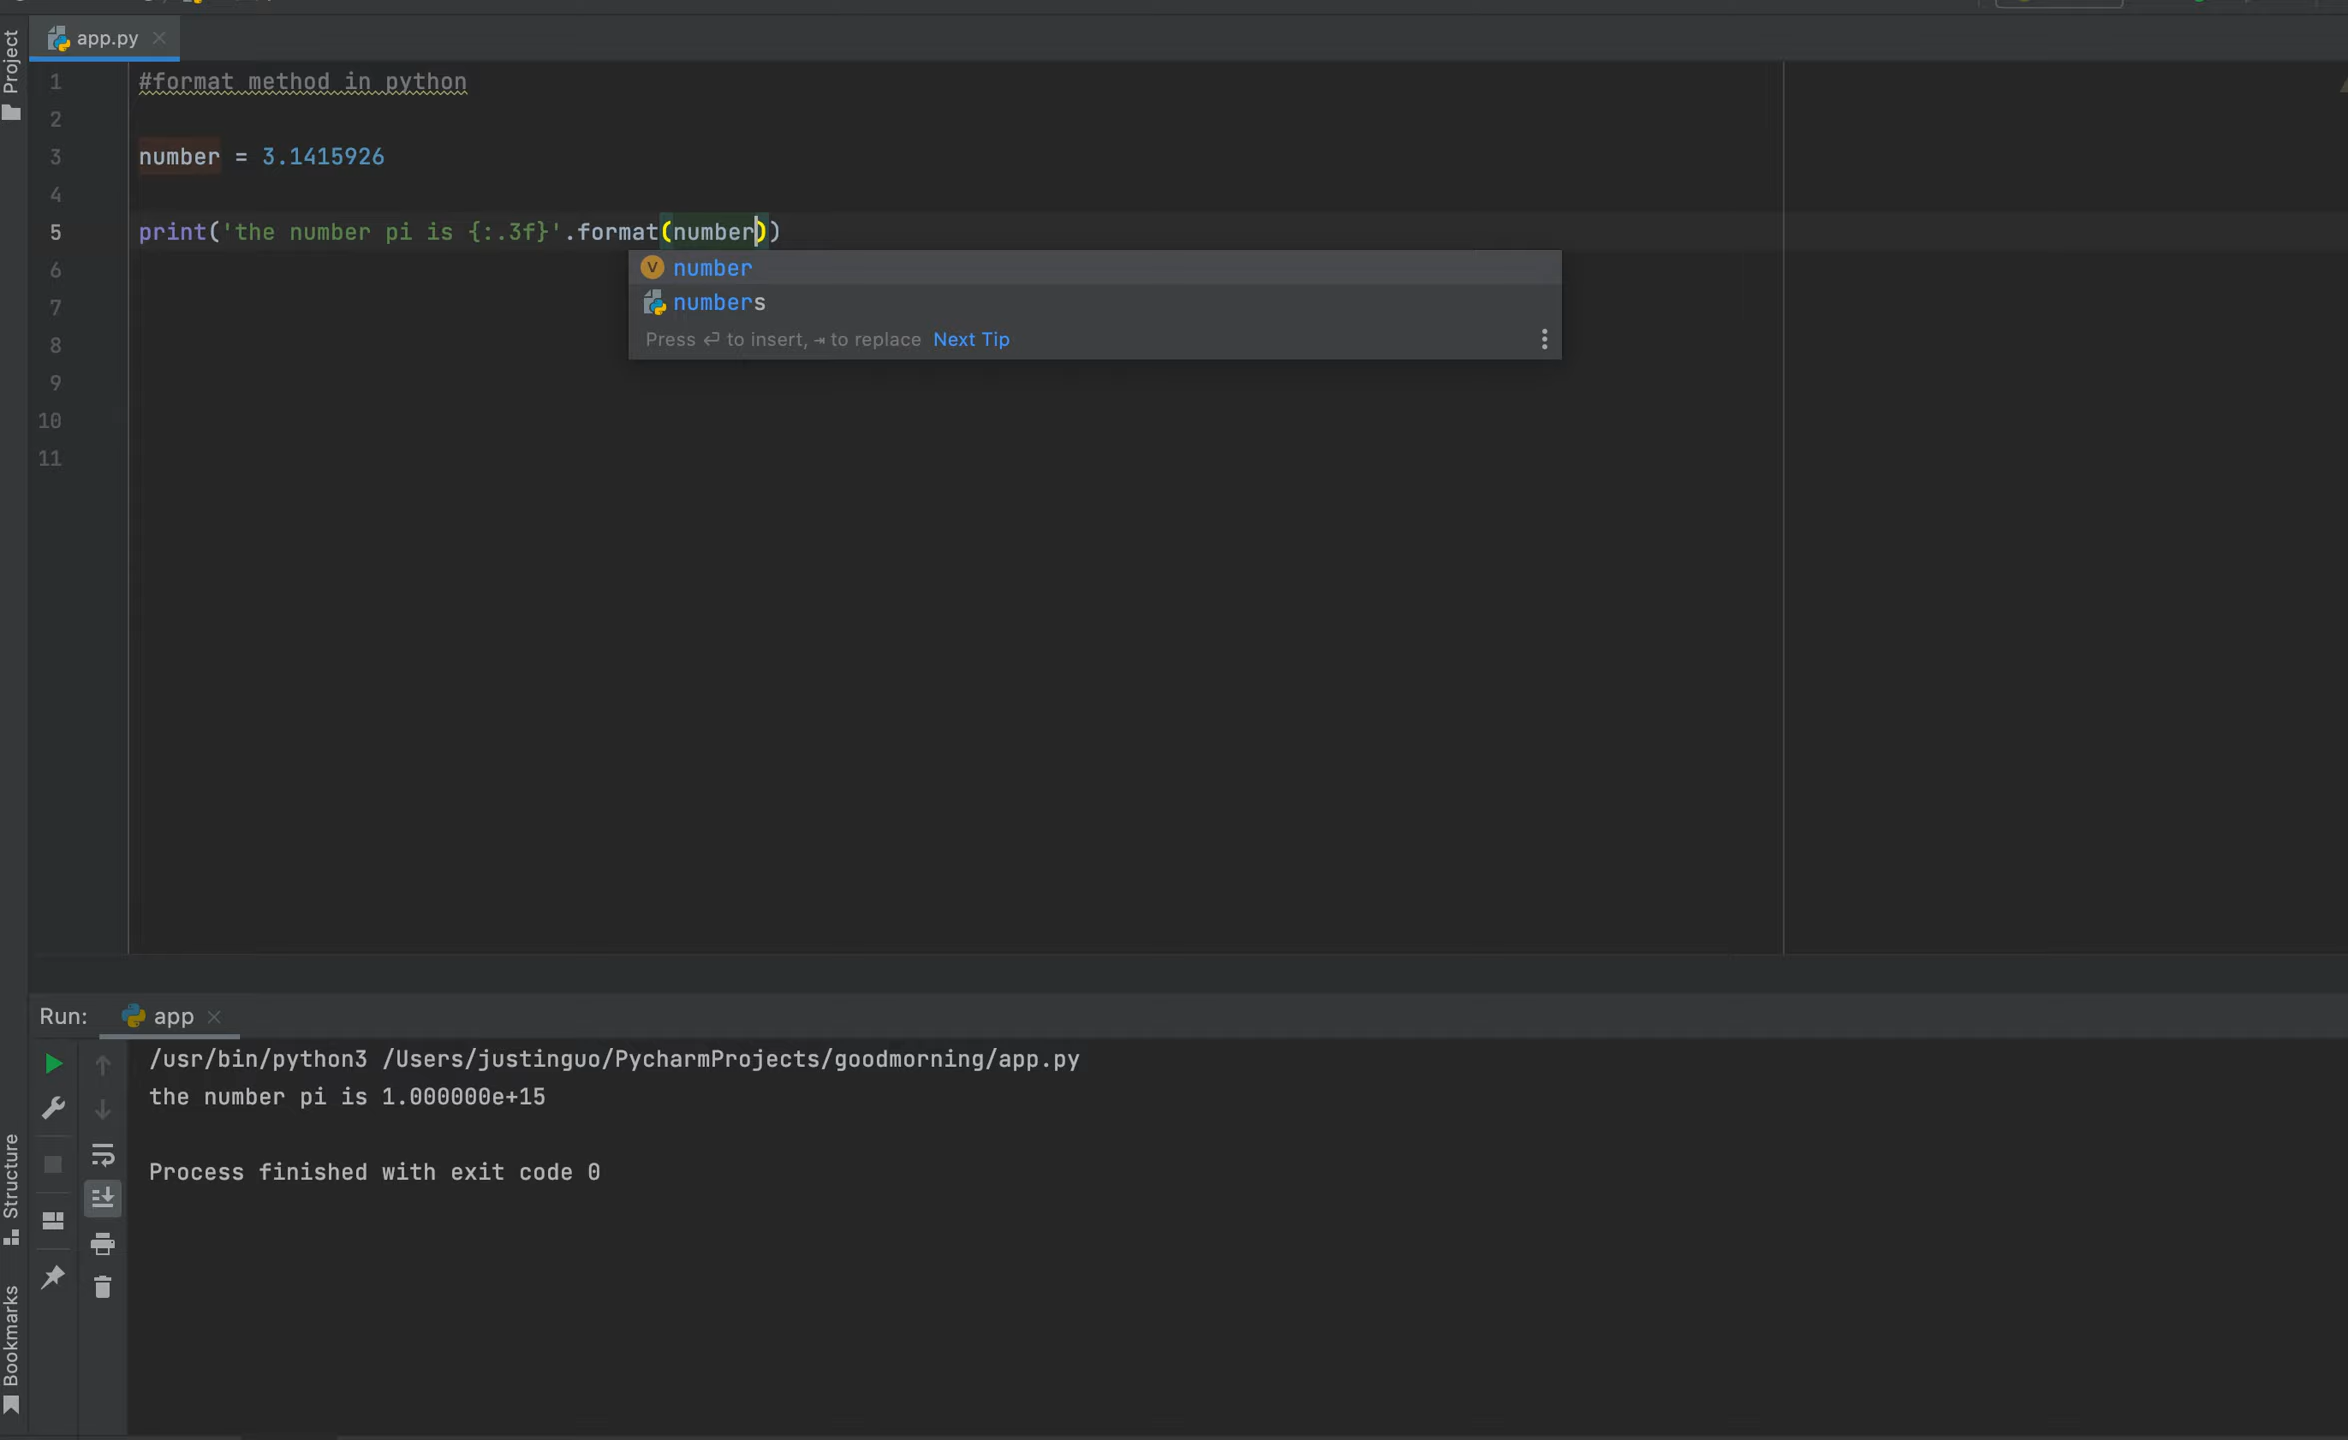 app.py
Project
1 #format method in python
2
3 number = 3.1415926
4
5 print('the number pi is {:.3f}'.format(number))
number
numbers
Press ⏎ to insert, ⇥ to replace Next Tip
6
7
8
9
10
11
Run: app
/usr/bin/python3 /Users/justinguo/PycharmProjects/goodmorning/app.py
the number pi is 1.000000e+15
Process finished with exit code 0
Structure
Bookmarks